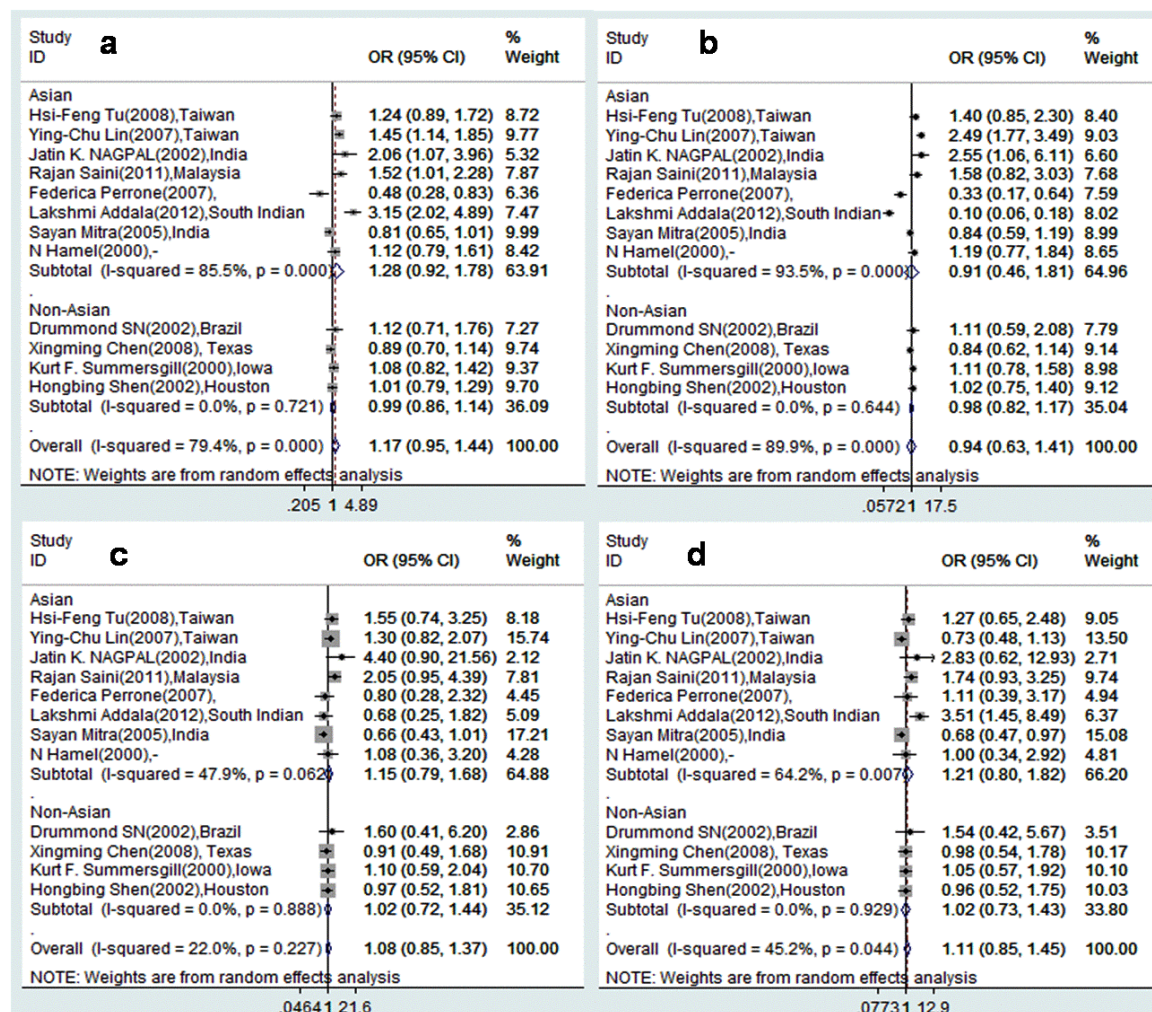 a
Study
ID
OR (95% CI)
%
Weight
Asian
Hsi-Feng Tu(2008),Taiwan 1.24 (0.89, 1.72) 8.72
Ying-Chu Lin(2007),Taiwan 1.45 (1.14, 1.85) 9.77
Jatin K. NAGPAL(2002),India 2.06 (1.07, 3.96) 5.32
Rajan Saini(2011),Malaysia 1.52 (1.01, 2.28) 7.87
Federica Perrone(2007), 0.48 (0.28, 0.83) 6.36
Lakshmi Addala(2012),South Indian 3.15 (2.02, 4.89) 7.47
Sayan Mitra(2005),India 0.81 (0.65, 1.01) 9.99
N Hamel(2000),- 1.12 (0.79, 1.61) 8.42
Subtotal (I-squared = 85.5%, p = 0.000) 1.28 (0.92, 1.78) 63.91
.
Non-Asian
Drummond SN(2002),Brazil 1.12 (0.71, 1.76) 7.27
Xingming Chen(2008), Texas 0.89 (0.70, 1.14) 9.74
Kurt F. Summersgill(2000),Iowa 1.08 (0.82, 1.42) 9.37
Hongbing Shen(2002),Houston 1.01 (0.79, 1.29) 9.70
Subtotal (I-squared = 0.0%, p = 0.721) 0.99 (0.86, 1.14) 36.09
.
Overall (I-squared = 79.4%, p = 0.000) 1.17 (0.95, 1.44) 100.00
NOTE: Weights are from random effects analysis
.205 1 4.89
b
Study
ID
OR (95% CI)
%
Weight
Asian
Hsi-Feng Tu(2008),Taiwan 1.40 (0.85, 2.30) 8.40
Ying-Chu Lin(2007),Taiwan 2.49 (1.77, 3.49) 9.03
Jatin K. NAGPAL(2002),India 2.55 (1.06, 6.11) 6.60
Rajan Saini(2011),Malaysia 1.58 (0.82, 3.03) 7.68
Federica Perrone(2007), 0.33 (0.17, 0.64) 7.59
Lakshmi Addala(2012),South Indian 0.10 (0.06, 0.18) 8.02
Sayan Mitra(2005),India 0.84 (0.59, 1.19) 8.99
N Hamel(2000),- 1.19 (0.77, 1.84) 8.65
Subtotal (I-squared = 93.5%, p = 0.000) 0.91 (0.46, 1.81) 64.96
.
Non-Asian
Drummond SN(2002),Brazil 1.11 (0.59, 2.08) 7.79
Xingming Chen(2008), Texas 0.84 (0.62, 1.14) 9.14
Kurt F. Summersgill(2000),Iowa 1.11 (0.78, 1.58) 8.98
Hongbing Shen(2002),Houston 1.02 (0.75, 1.40) 9.12
Subtotal (I-squared = 0.0%, p = 0.644) 0.98 (0.82, 1.17) 35.04
.
Overall (I-squared = 89.9%, p = 0.000) 0.94 (0.63, 1.41) 100.00
NOTE: Weights are from random effects analysis
.0572 1 17.5
c
Study
ID
OR (95% CI)
%
Weight
Asian
Hsi-Feng Tu(2008),Taiwan 1.55 (0.74, 3.25) 8.18
Ying-Chu Lin(2007),Taiwan 1.30 (0.82, 2.07) 15.74
Jatin K. NAGPAL(2002),India 4.40 (0.90, 21.56) 2.12
Rajan Saini(2011),Malaysia 2.05 (0.95, 4.39) 7.81
Federica Perrone(2007), 0.80 (0.28, 2.32) 4.45
Lakshmi Addala(2012),South Indian 0.68 (0.25, 1.82) 5.09
Sayan Mitra(2005),India 0.66 (0.43, 1.01) 17.21
N Hamel(2000),- 1.08 (0.36, 3.20) 4.28
Subtotal (I-squared = 47.9%, p = 0.062) 1.15 (0.79, 1.68) 64.88
.
Non-Asian
Drummond SN(2002),Brazil 1.60 (0.41, 6.20) 2.86
Xingming Chen(2008), Texas 0.91 (0.49, 1.68) 10.91
Kurt F. Summersgill(2000),Iowa 1.10 (0.59, 2.04) 10.70
Hongbing Shen(2002),Houston 0.97 (0.52, 1.81) 10.65
Subtotal (I-squared = 0.0%, p = 0.888) 1.02 (0.72, 1.44) 35.12
.
Overall (I-squared = 22.0%, p = 0.227) 1.08 (0.85, 1.37) 100.00
NOTE: Weights are from random effects analysis
.0464 1 21.6
d
Study
ID
OR (95% CI)
%
Weight
Asian
Hsi-Feng Tu(2008),Taiwan 1.27 (0.65, 2.48) 9.05
Ying-Chu Lin(2007),Taiwan 0.73 (0.48, 1.13) 13.50
Jatin K. NAGPAL(2002),India 2.83 (0.62, 12.93) 2.71
Rajan Saini(2011),Malaysia 1.74 (0.93, 3.25) 9.74
Federica Perrone(2007), 1.11 (0.39, 3.17) 4.94
Lakshmi Addala(2012),South Indian 3.51 (1.45, 8.49) 6.37
Sayan Mitra(2005),India 0.68 (0.47, 0.97) 15.08
N Hamel(2000),- 1.00 (0.34, 2.92) 4.81
Subtotal (I-squared = 64.2%, p = 0.007) 1.21 (0.80, 1.82) 66.20
.
Non-Asian
Drummond SN(2002),Brazil 1.54 (0.42, 5.67) 3.51
Xingming Chen(2008), Texas 0.98 (0.54, 1.78) 10.17
Kurt F. Summersgill(2000),Iowa 1.05 (0.57, 1.92) 10.10
Hongbing Shen(2002),Houston 0.96 (0.52, 1.75) 10.03
Subtotal (I-squared = 0.0%, p = 0.929) 1.02 (0.73, 1.43) 33.80
.
Overall (I-squared = 45.2%, p = 0.044) 1.11 (0.85, 1.45) 100.00
NOTE: Weights are from random effects analysis
.0773 1 12.9